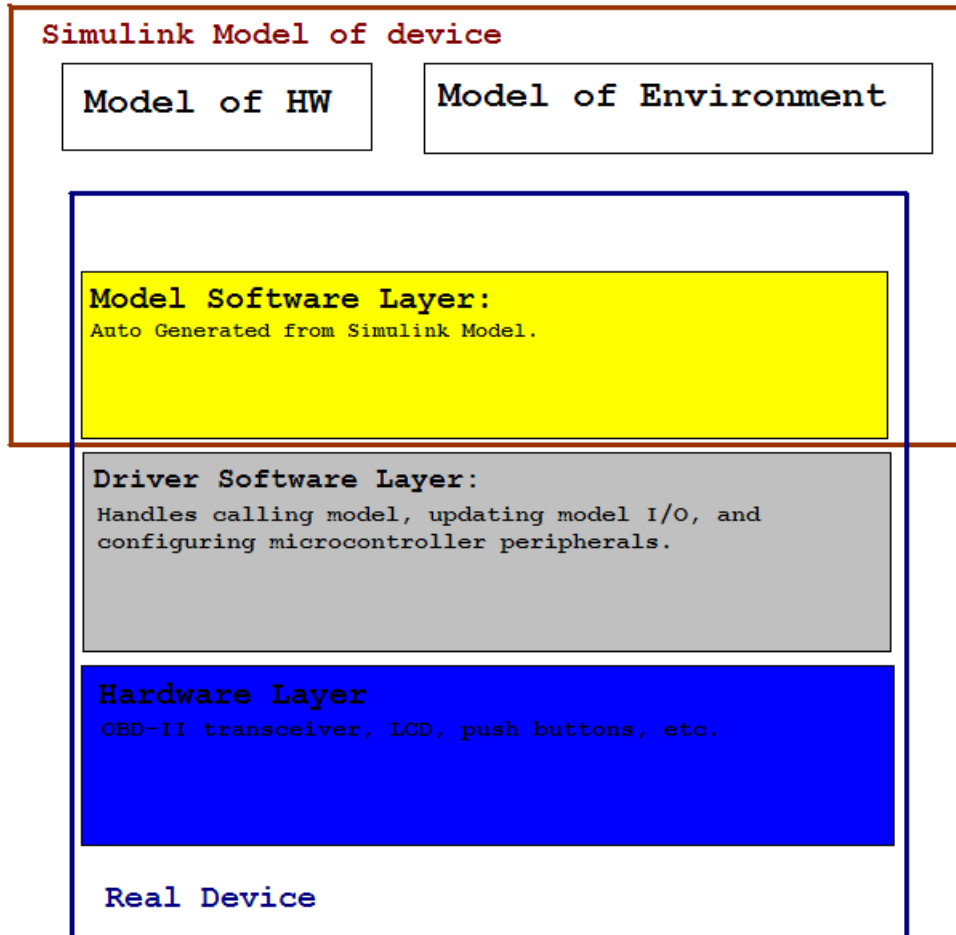 Simulink Model of device
Model of HW
Model of Environment
Model Software Layer:
Auto Generated from Simulink Model.
Driver Software Layer:
Handles calling model, updating model I/O, and
configuring microcontroller peripherals.
Hardware Layer
OBD-II transceiver, LCD, push buttons, etc.
Real Device